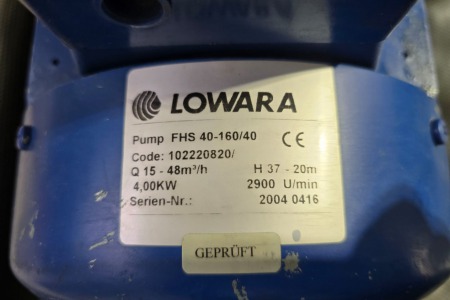 LOWARA
Pump FHS 40-160/40 CE
Code: 102220820/
Q 15 - 48m³/h H 37 - 20m
4,00KW 2900 U/min
Serien-Nr.: 2004 0416
GEPRÜFT